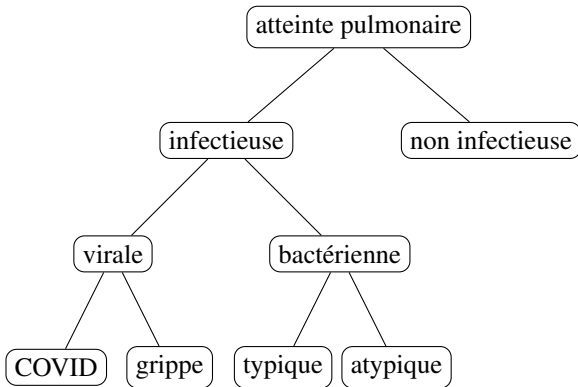 atteinte pulmonaire
infectieuse
non infectieuse
virale
bactérienne
COVID
grippe
typique
atypique